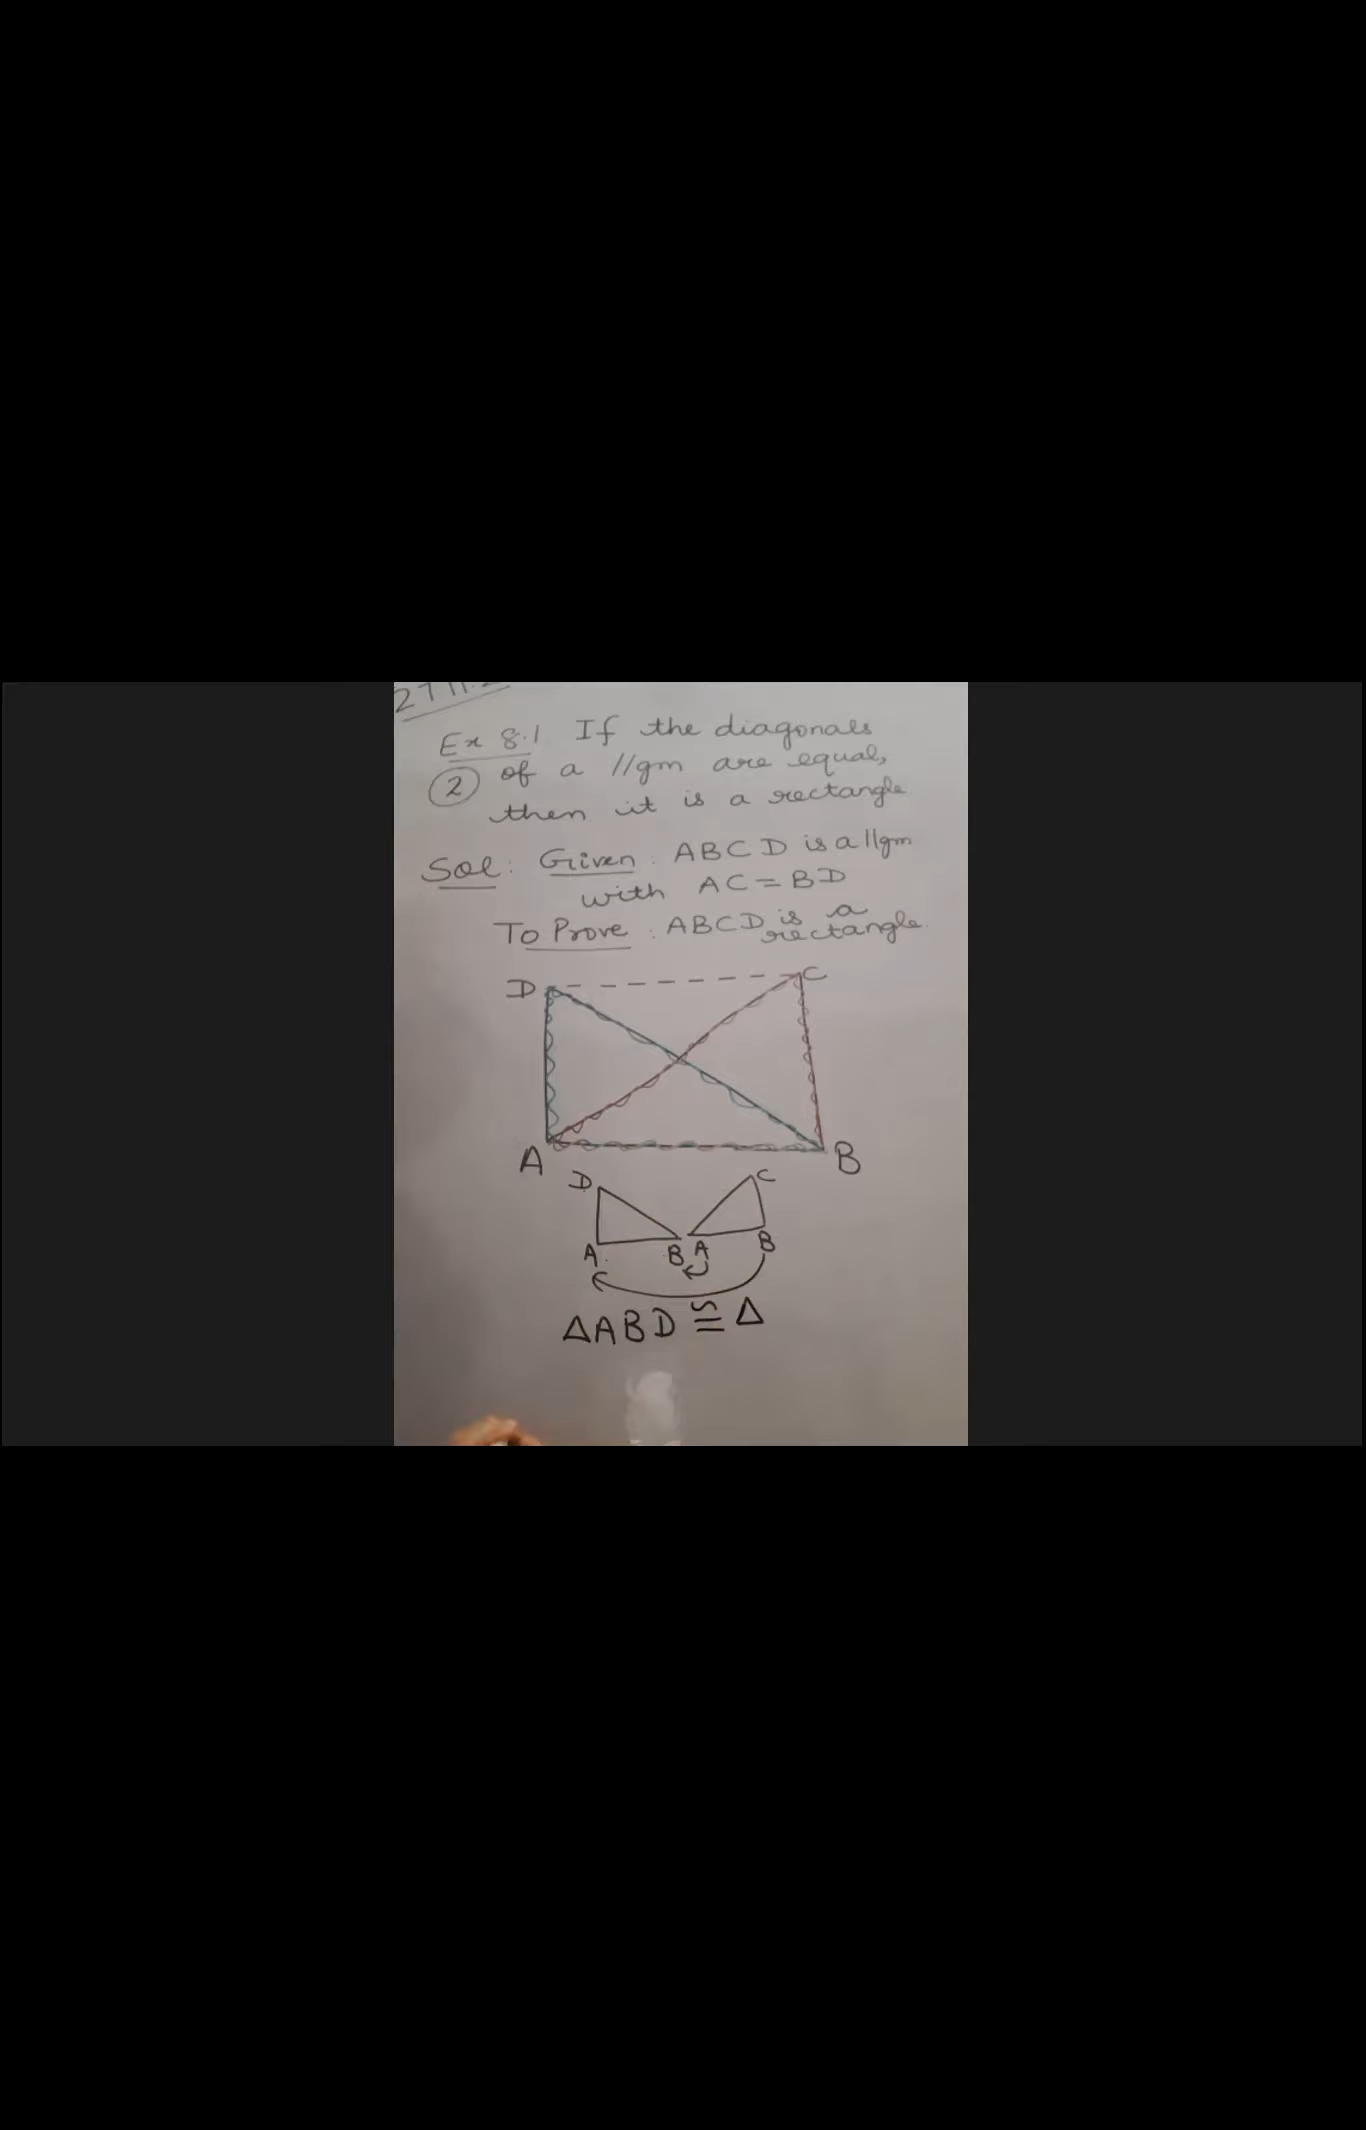 Ex 8.1 If the diagonals
② of a //gm are equal,
then it is a rectangle
Sol: Given: ABCD is a //gm
with AC = BD
To Prove: ABCD is a
rectangle.
D C
A B
D C
A B A B
ΔABD ≅ Δ